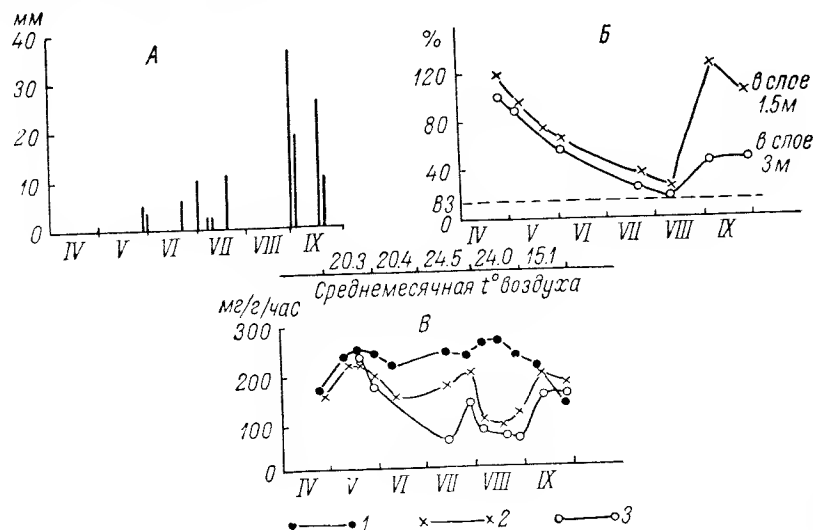 мм
А
40
30
20
10
0
IV V VI VII VIII IX
%
Б
120
80
40
ВЗ
0
IV V VI VII VIII IX
в слое
1.5м
в слое
3м
20.3 20.4 24.5 24.0 15.1
Среднемесячная t° воздуха
мг/г/час
В
300
200
100
0
IV V VI VII VIII IX
1 2 3